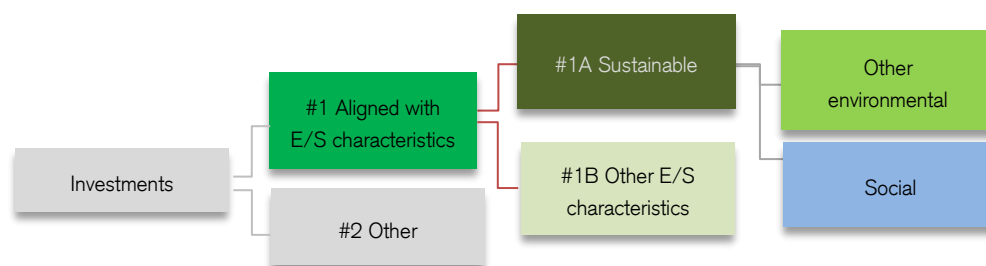 Investments
#1 Aligned with
E/S characteristics
#2 Other
#1A Sustainable
#1B Other E/S
characteristics
Other
environmental
Social